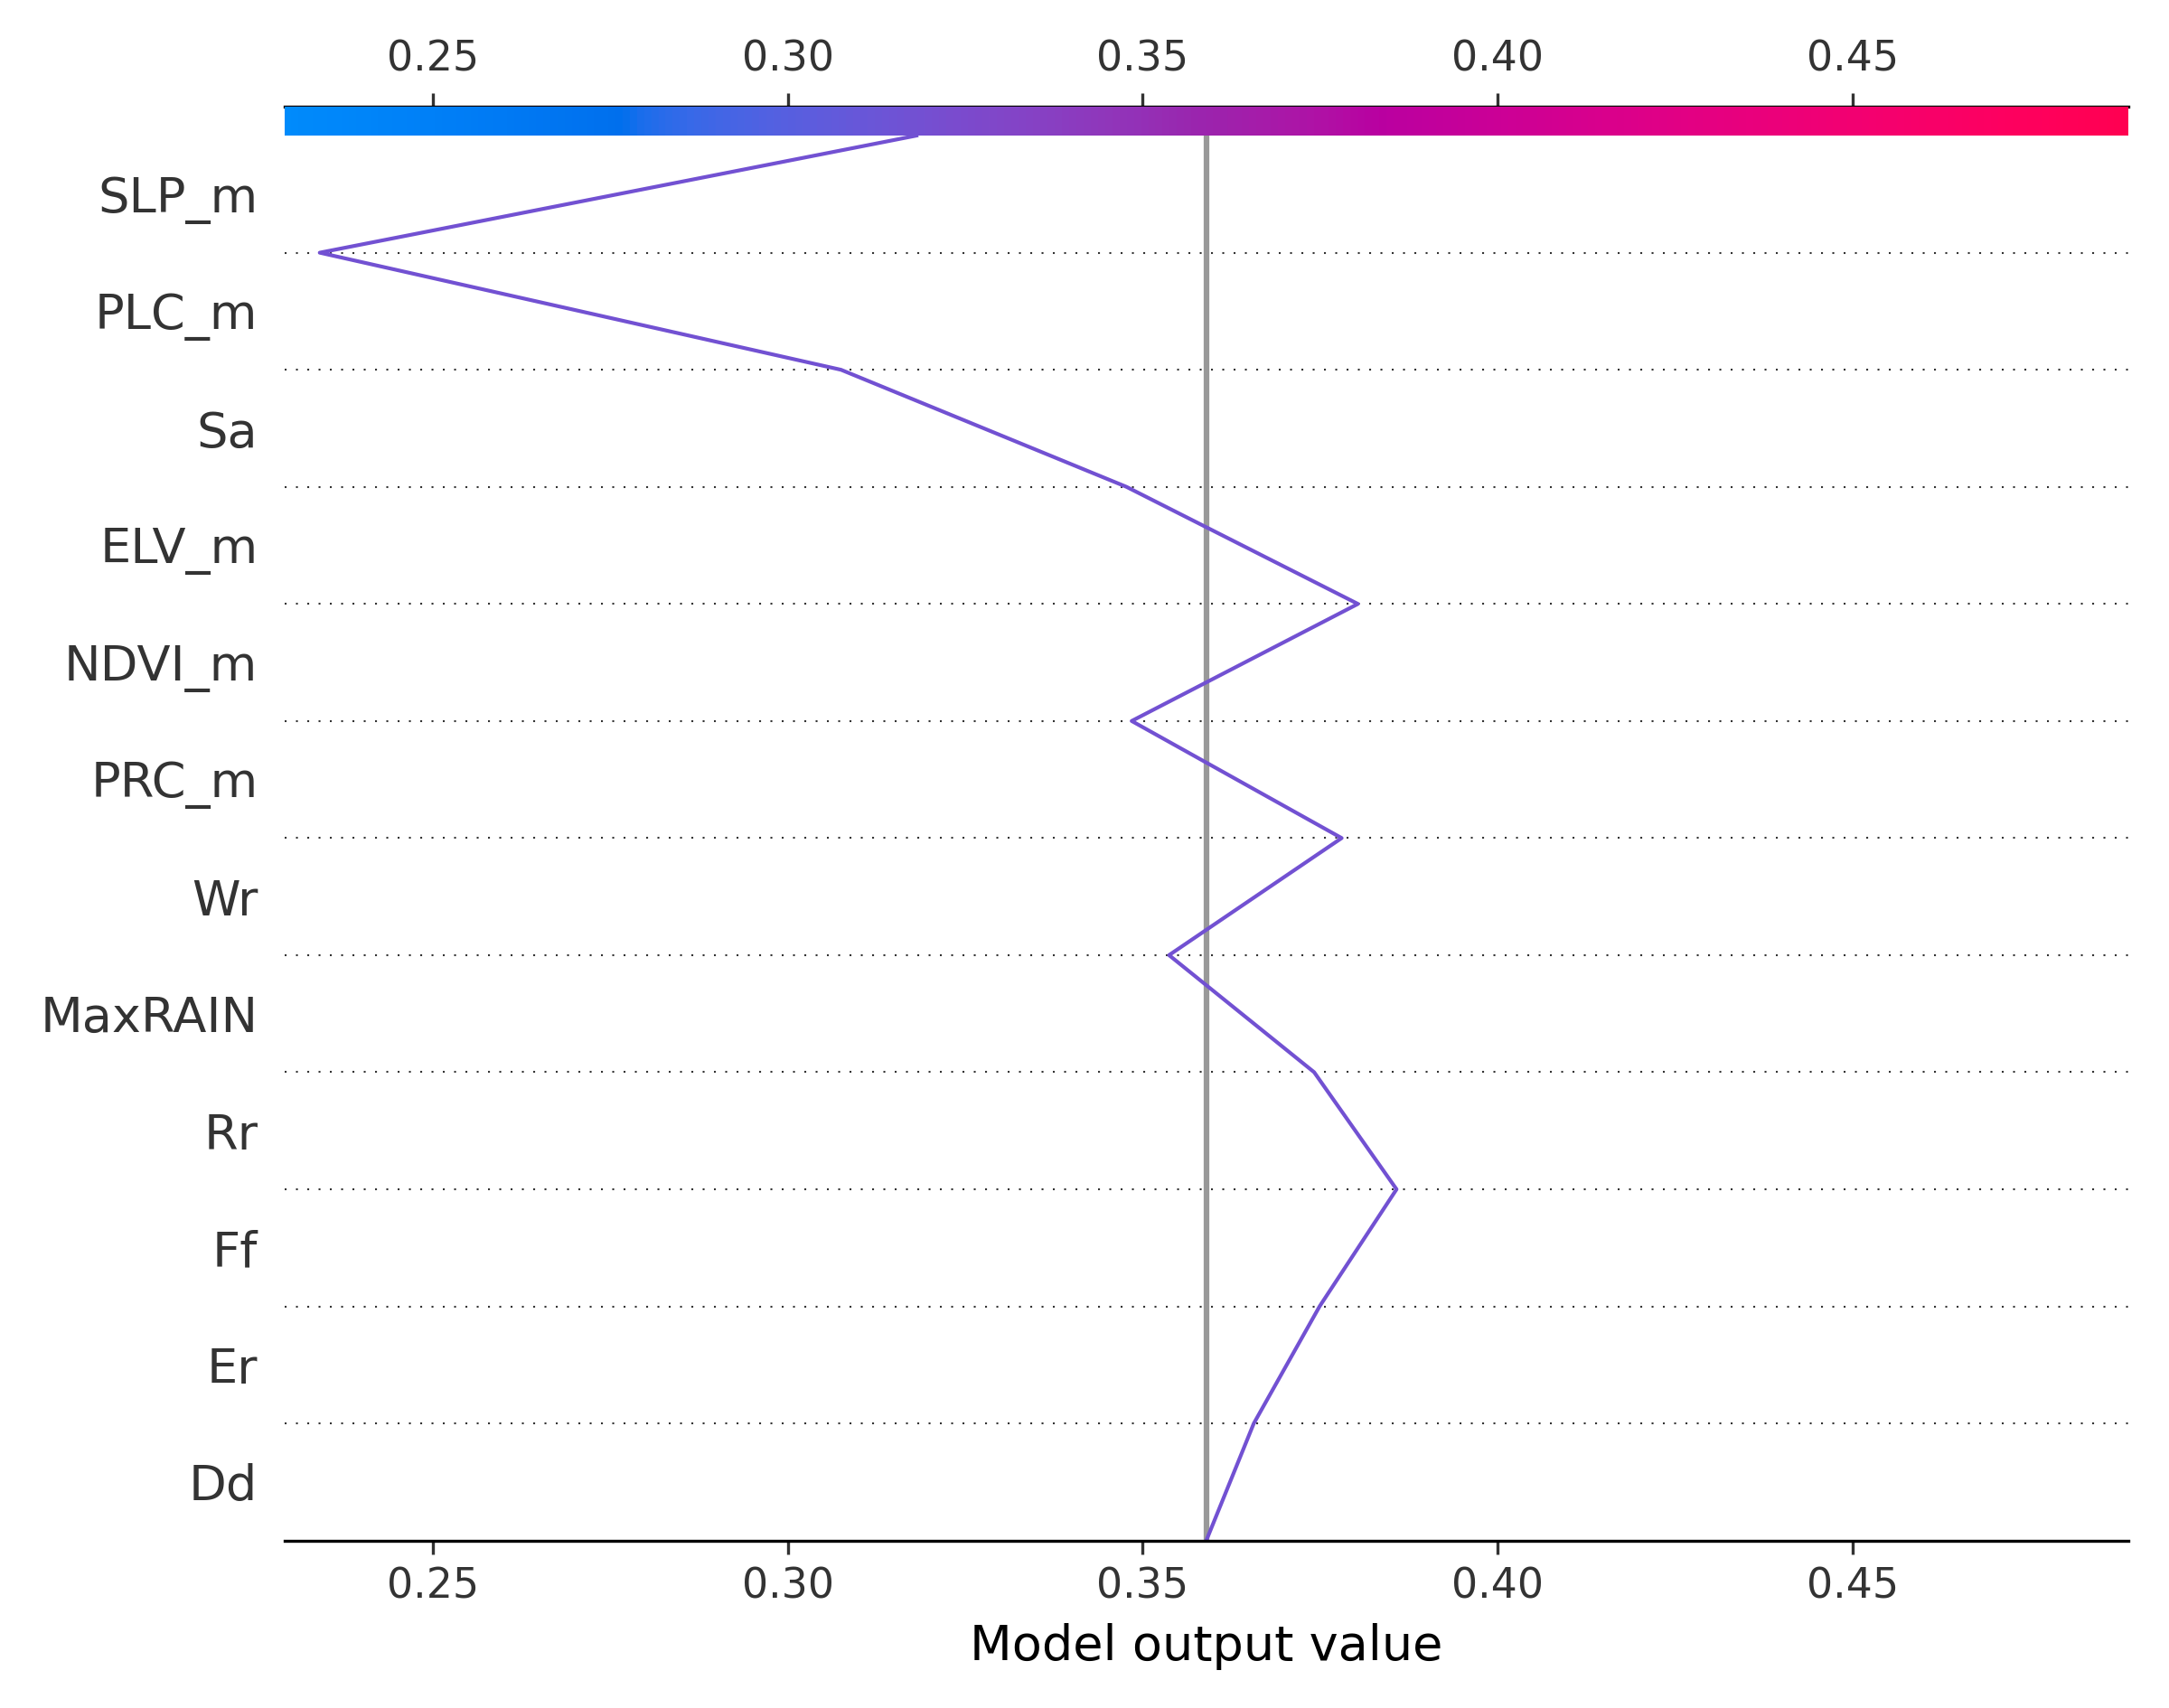 0.25 0.30 0.35 0.40 0.45
SLP_m
PLC_m
Sa
ELV_m
NDVI_m
PRC_m
Wr
MaxRAIN
Rr
Ff
Er
Dd
0.25 0.30 0.35 0.40 0.45
Model output value